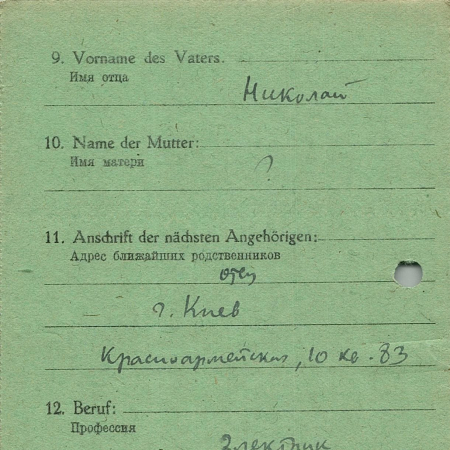 9. Vorname des Vaters.
Имя отца
Николай
10. Name der Mutter:
Имя матери
?
11. Anschrift der nächsten Angehörigen:
Адрес ближайших родственников
отец
г. Киев
Красноармейская, 10 кв. 83
12. Beruf:
Профессия
Электрик